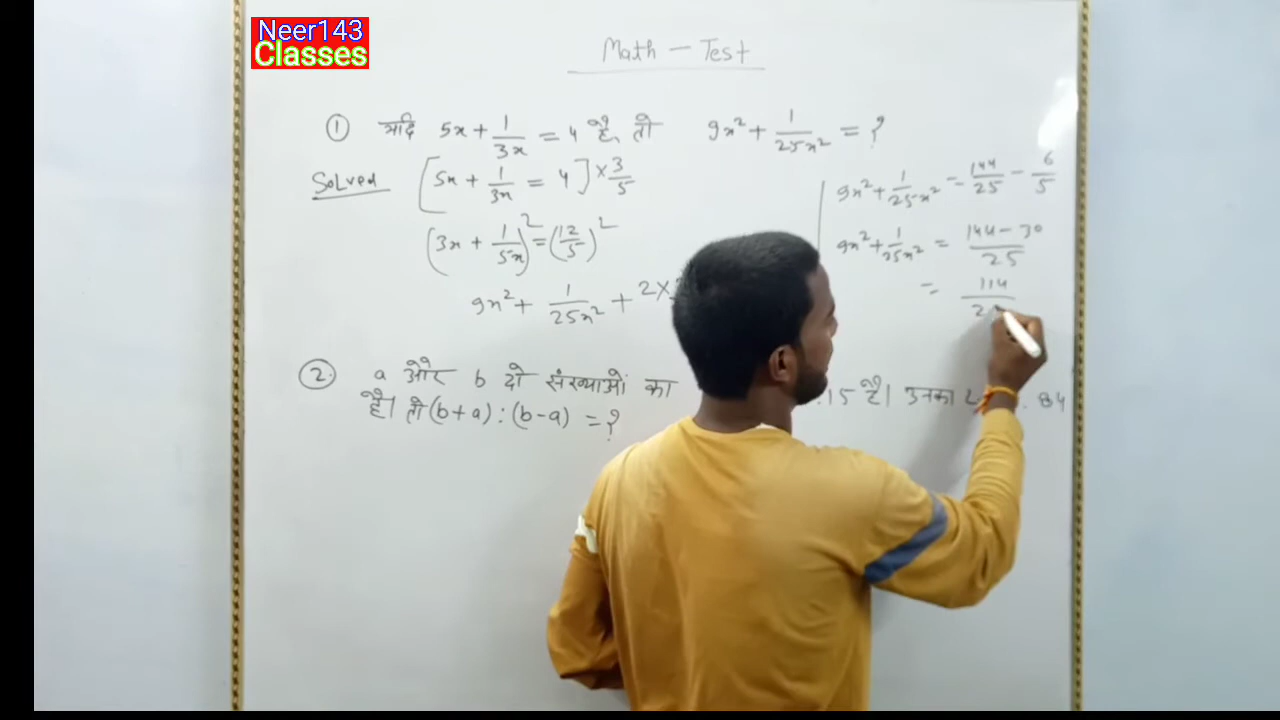 Neer143
Classes
Math - Test
① यदि 5x + 1/3x = 4 है, तो 9x² + 1/25x² = ?
Solved [5x + 1/3x = 4] × 3/5
(3x + 1/5x)² = (12/5)²
9x² + 1/25x² + 2×
9x² + 1/25x² = 144/25 - 6/5
9x² + 1/25x² = 144 - 30/25
= 114/25
②. a और b दो संख्याओं का .15 है। उनका . 84
है। तो (b+a) : (b-a) = ?